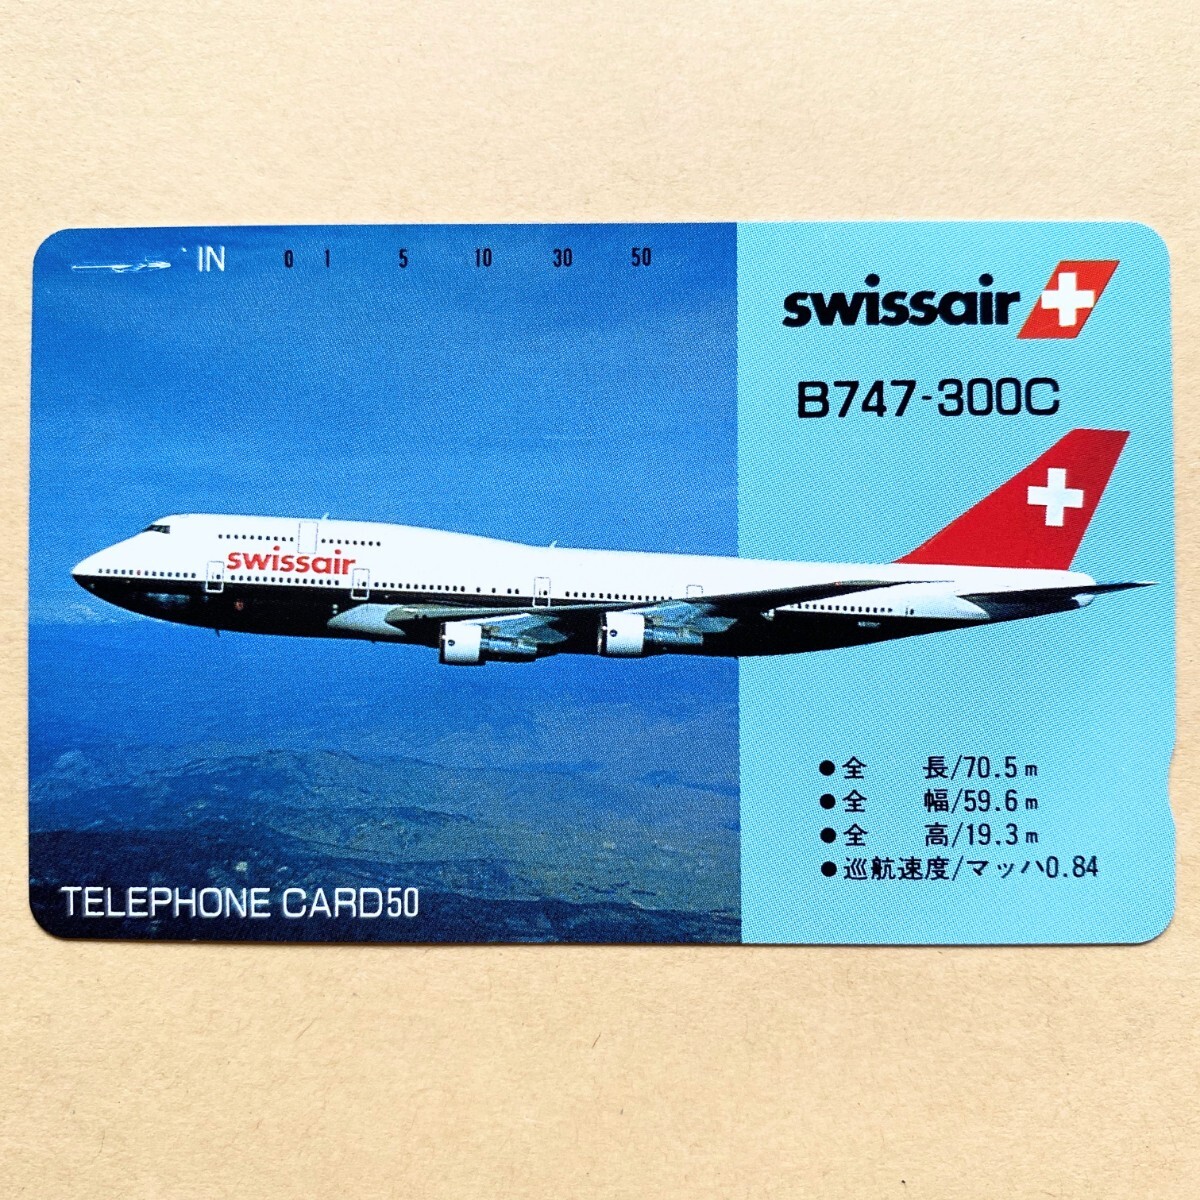 IN 0 1 5 10 30 50
swissair
B747-300C
swissair
●全 長/70.5m
●全 幅/59.6m
●全 高/19.3m
●巡航速度/マッハ0.84
TELEPHONE CARD50